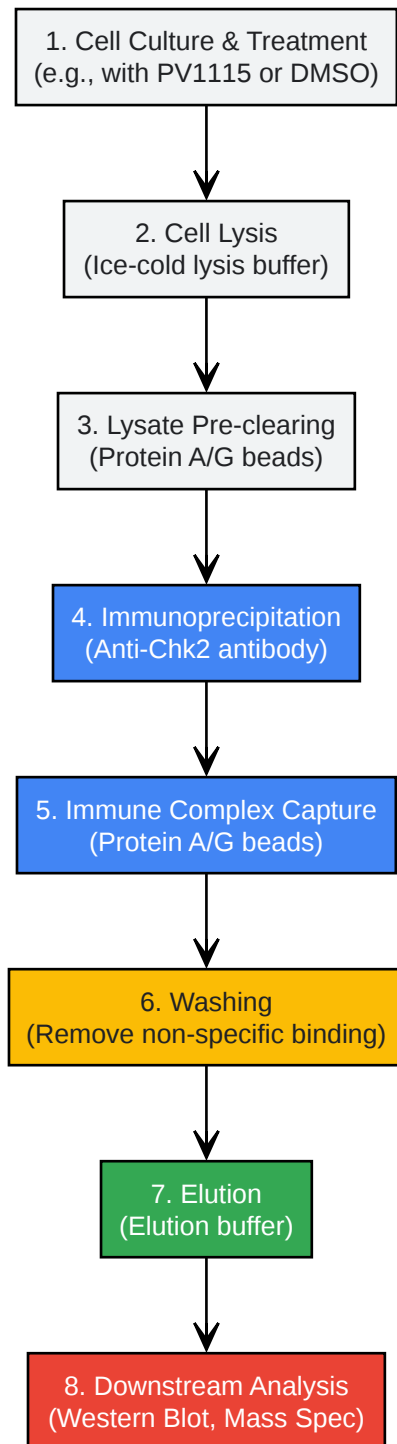 1. Cell Culture & Treatment
(e.g., with PV1115 or DMSO)
2. Cell Lysis
(Ice-cold lysis buffer)
3. Lysate Pre-clearing
(Protein A/G beads)
4. Immunoprecipitation
(Anti-Chk2 antibody)
5. Immune Complex Capture
(Protein A/G beads)
6. Washing
(Remove non-specific binding)
7. Elution
(Elution buffer)
8. Downstream Analysis
(Western Blot, Mass Spec)